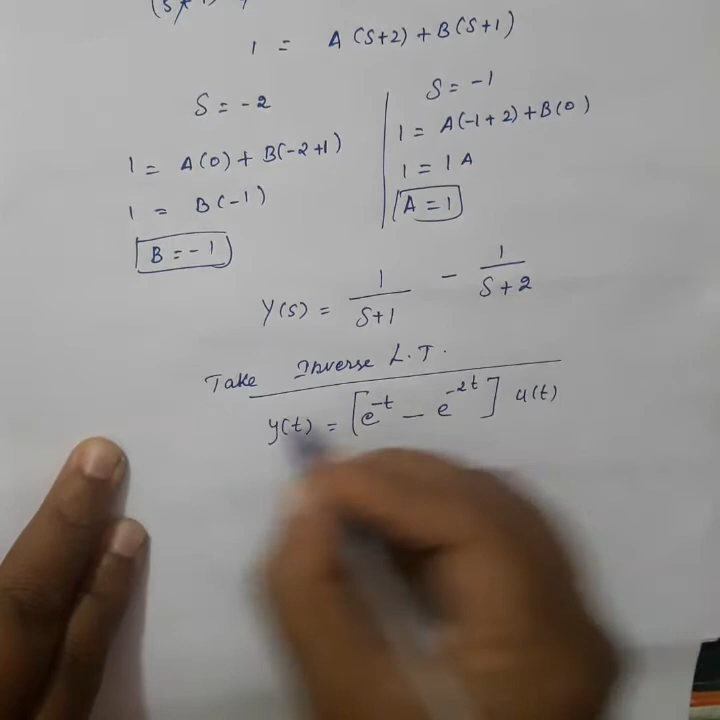 1 = A(S+2) + B(S+1)
S = -2
1 = A(0) + B(-2+1)
1 = B(-1)
B = -1
S = -1
1 = A(-1+2) + B(0)
1 = 1A
A = 1
Y(S) = 1/(S+1) - 1/(S+2)
Take Inverse L.T.
y(t) = [e^-t - e^-2t] u(t)